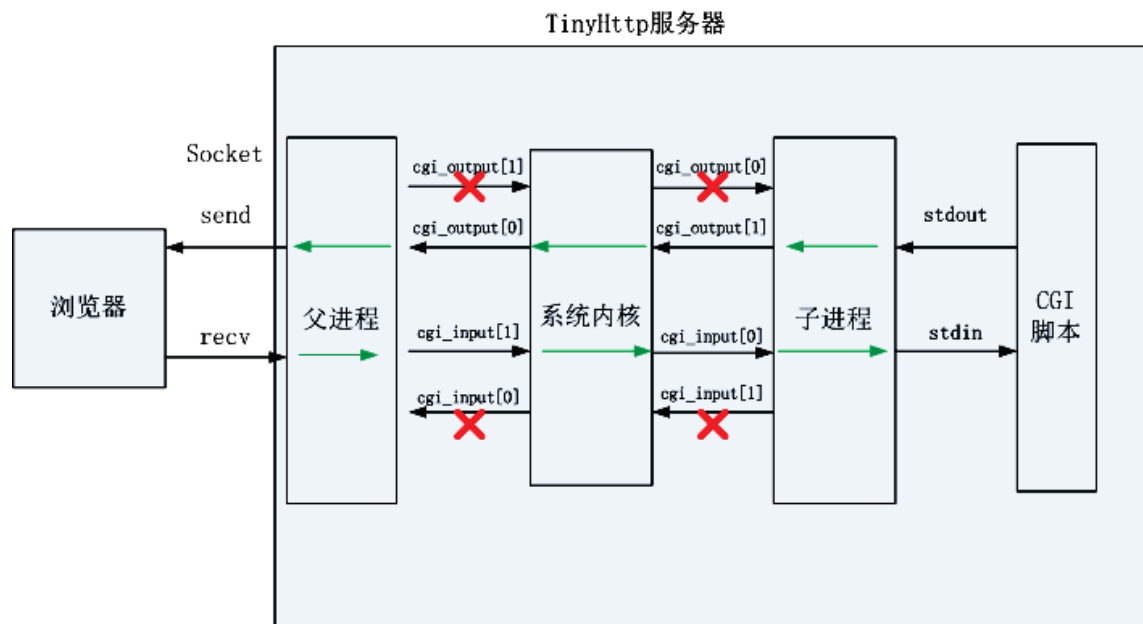 TinyHttp服务器
Socket
cgi_output[1]
cgi_output[0]
send
cgi_output[0]
cgi_output[1]
stdout
浏览器
父进程
系统内核
子进程
CGI
脚本
recv
cgi_input[1]
cgi_input[0]
stdin
cgi_input[0]
cgi_input[1]